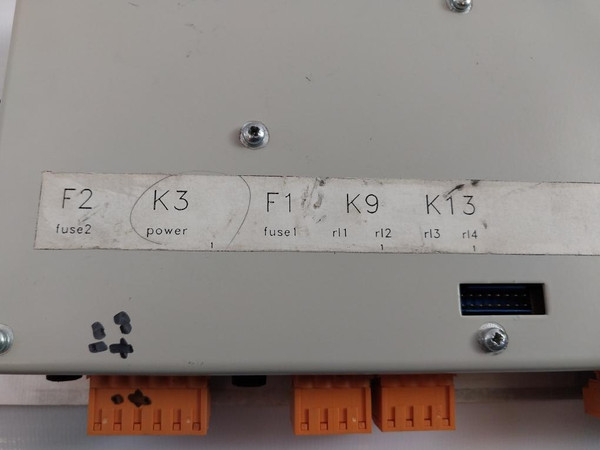 F2 K3 F1 K9 K13
fuse2 power fuse1 rl1 rl2 rl3 rl4
1 1 1